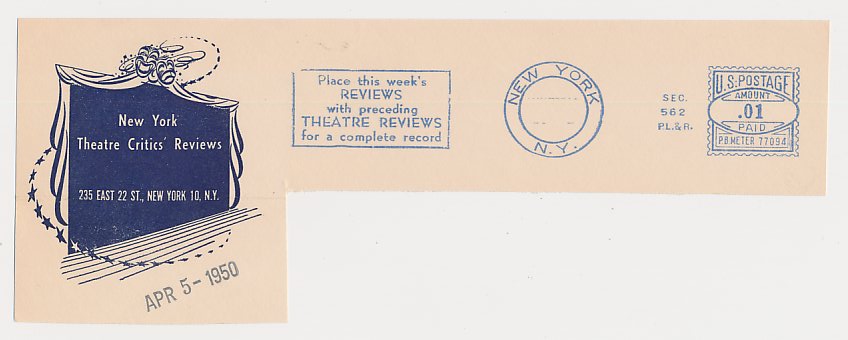 New York
Theatre Critics' Reviews
235 EAST 22 ST., NEW YORK 10, N.Y.
APR 5 - 1950
Place this week's
REVIEWS
with preceding
THEATRE REVIEWS
for a complete record
NEW YORK
N.Y.
SEC.
562
P.L.&R.
U.S. POSTAGE
AMOUNT
.01
PAID
P.B. METER 77094